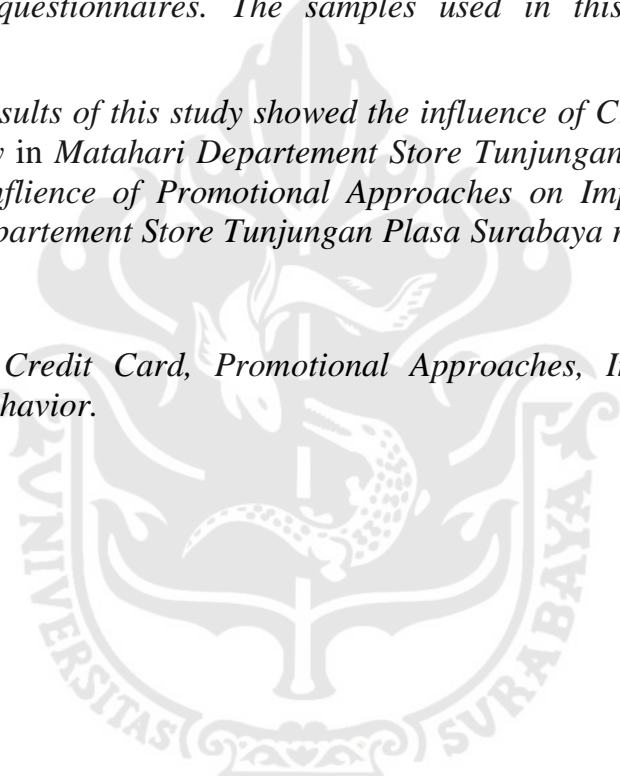 questionnaires. The samples used in this
sults of this study showed the influence of C
in Matahari Departement Store Tunjungan
flience of Promotional Approaches on Imp
partement Store Tunjungan Plasa Surabaya
Credit Card, Promotional Approaches, I
havior.
UNIVERSITAS SURABAYA